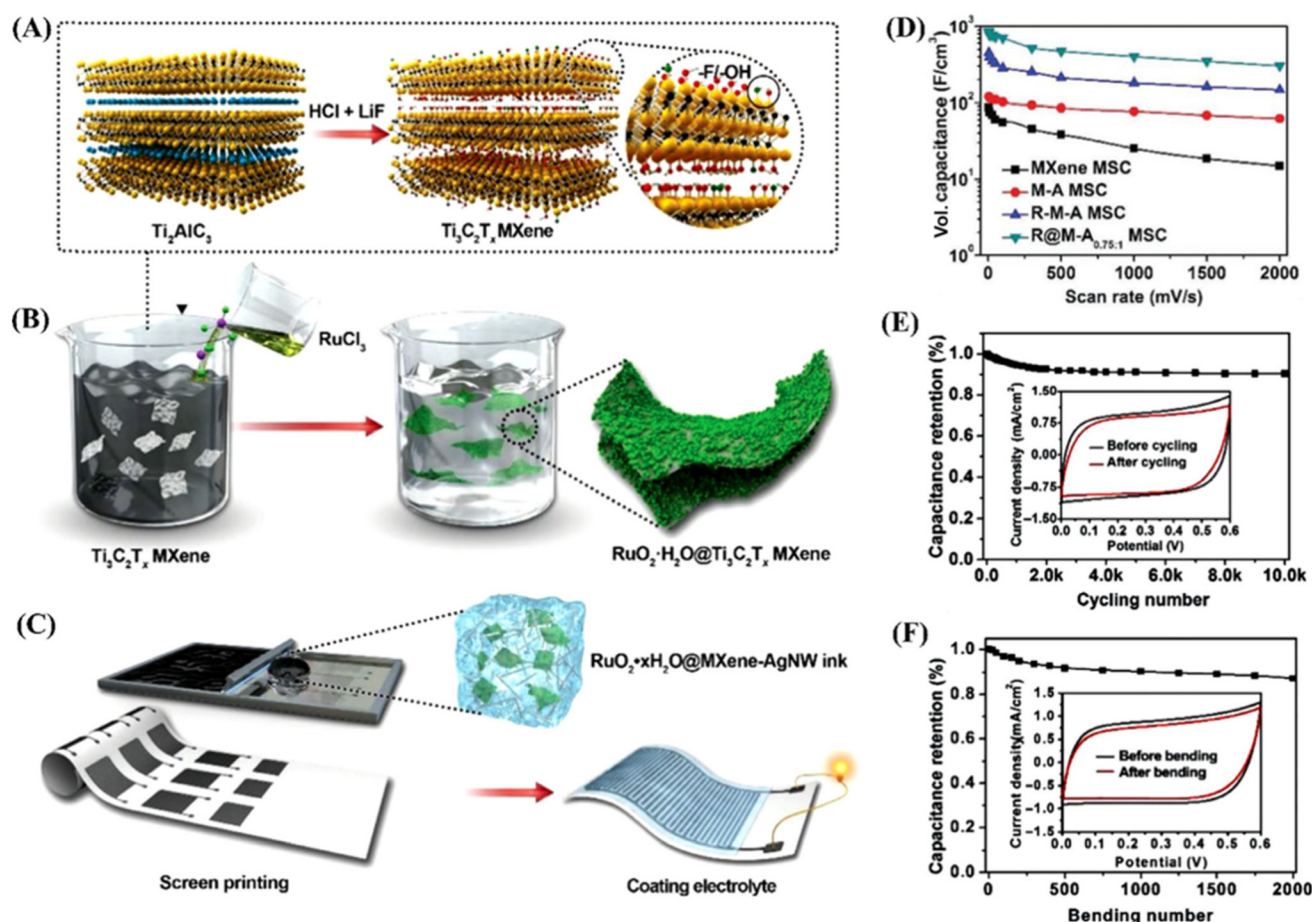 (A)
HCl + LiF
-F/-OH
Ti₂AlC₃
Ti₃C₂Tₓ MXene
(B)
RuCl₃
Ti₃C₂Tₓ MXene
RuO₂·H₂O@Ti₃C₂Tₓ MXene
(C)
RuO₂•xH₂O@MXene-AgNW ink
Screen printing
Coating electrolyte
(D)
Vol. capacitance (F/cm³)
10³
10²
10¹
10⁰
MXene MSC
M-A MSC
R-M-A MSC
R@M-A₀.₇₅:₁ MSC
0 500 1000 1500 2000
Scan rate (mV/s)
(E)
Capacitance retention (%)
1.0
0.8
0.6
0.4
0.2
0.0
Current density (mA/cm²)
1.50
0.75
0.00
−0.75
−1.50
Before cycling
After cycling
0.0 0.1 0.2 0.3 0.4 0.5 0.6
Potential (V)
0.0 2.0k 4.0k 6.0k 8.0k 10.0k
Cycling number
(F)
Capacitance retention (%)
1.0
0.8
0.6
0.4
0.2
0.0
Current density(mA/cm²)
1.5
1.0
0.5
0.0
−0.5
−1.0
−1.5
Before bending
After bending
0.0 0.1 0.2 0.3 0.4 0.5 0.6
Potential (V)
0 500 1000 1500 2000
Bending number